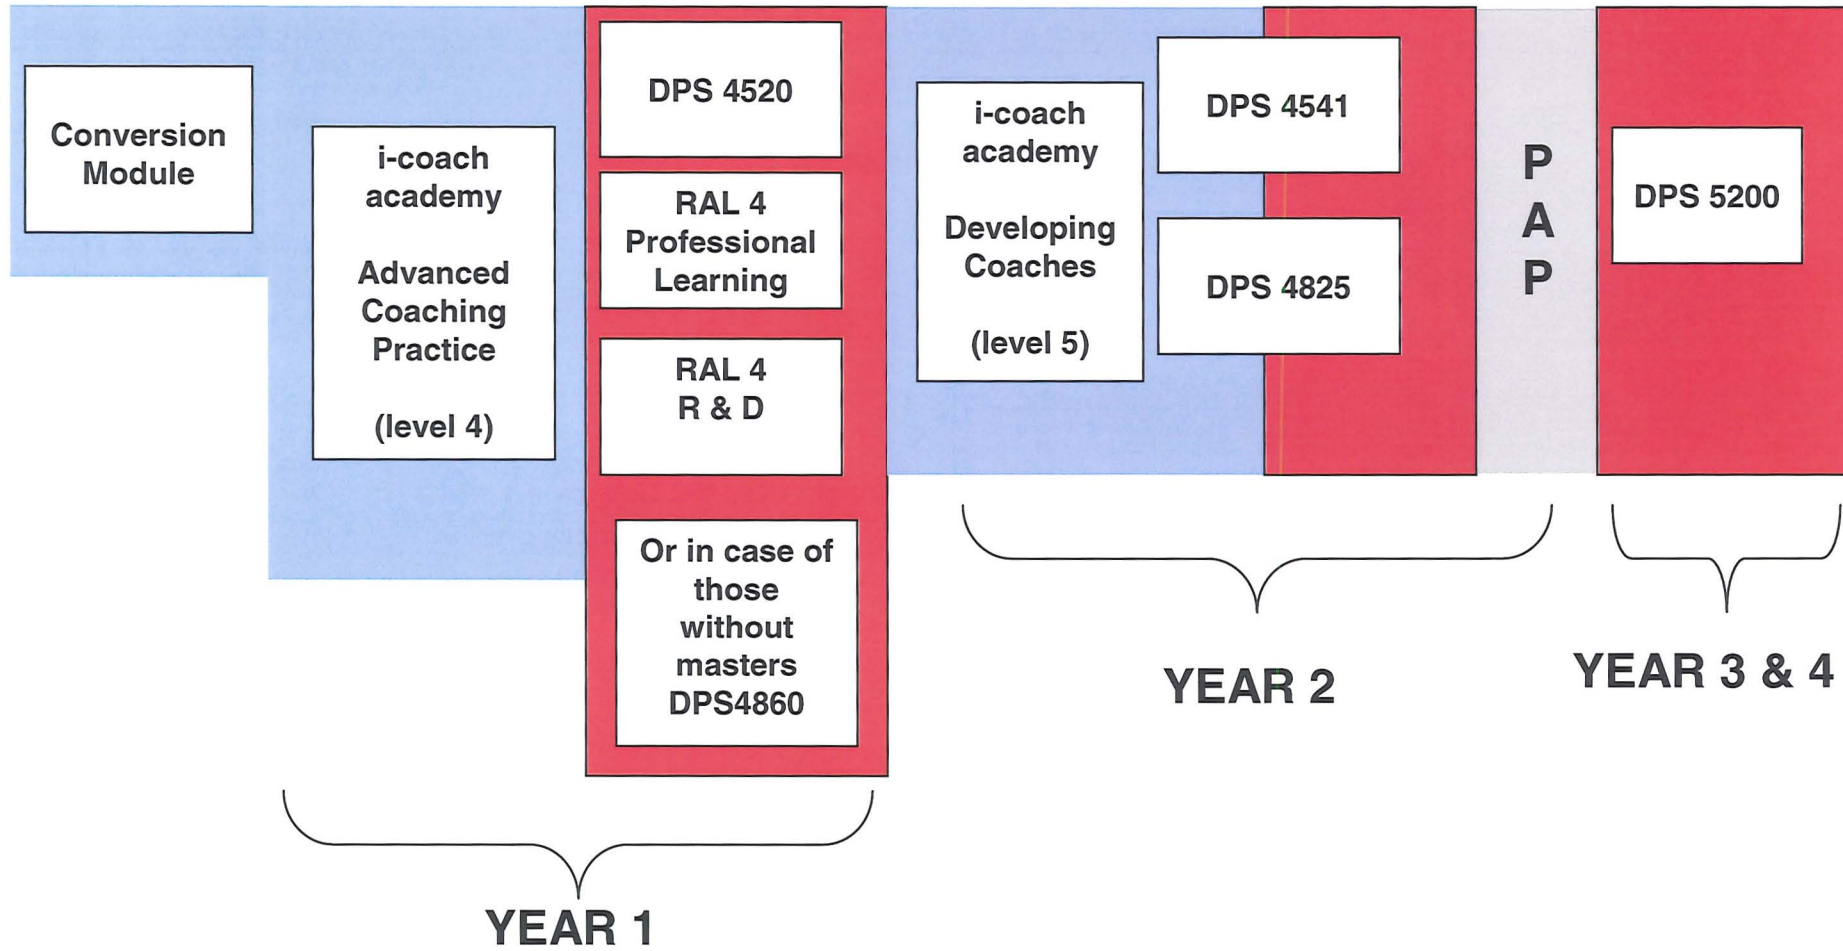 Conversion
Module
i-coach
academy
Advanced
Coaching
Practice
(level 4)
DPS 4520
RAL 4
Professional
Learning
RAL 4
R & D
Or in case of
those
without
masters
DPS4860
i-coach
academy
Developing
Coaches
(level 5)
DPS 4541
DPS 4825
P
A
P
DPS 5200
YEAR 1
YEAR 2
YEAR 3 & 4